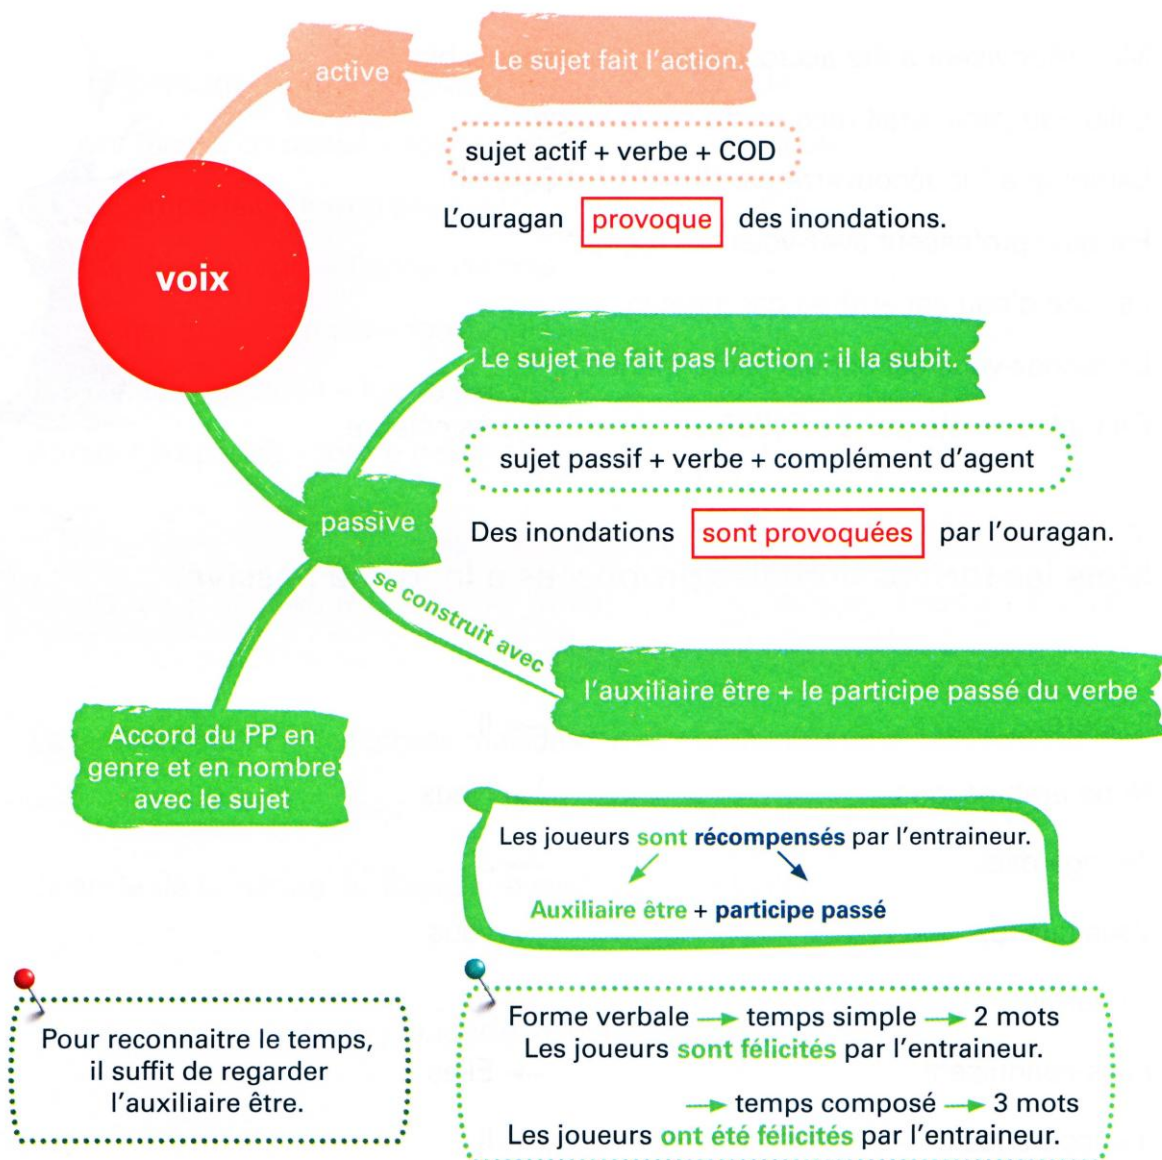 active
Le sujet fait l'action.
sujet actif + verbe + COD
L'ouragan provoque des inondations.
voix
Le sujet ne fait pas l'action : il la subit.
sujet passif + verbe + complément d'agent
passive
Des inondations sont provoquées par l'ouragan.
se construit avec
l'auxiliaire être + le participe passé du verbe
Accord du PP en
genre et en nombre
avec le sujet
Les joueurs sont récompensés par l'entraineur.
Auxiliaire être + participe passé
Pour reconnaitre le temps,
il suffit de regarder
l'auxiliaire être.
Forme verbale → temps simple → 2 mots
Les joueurs sont félicités par l'entraineur.
→ temps composé → 3 mots
Les joueurs ont été félicités par l'entraineur.